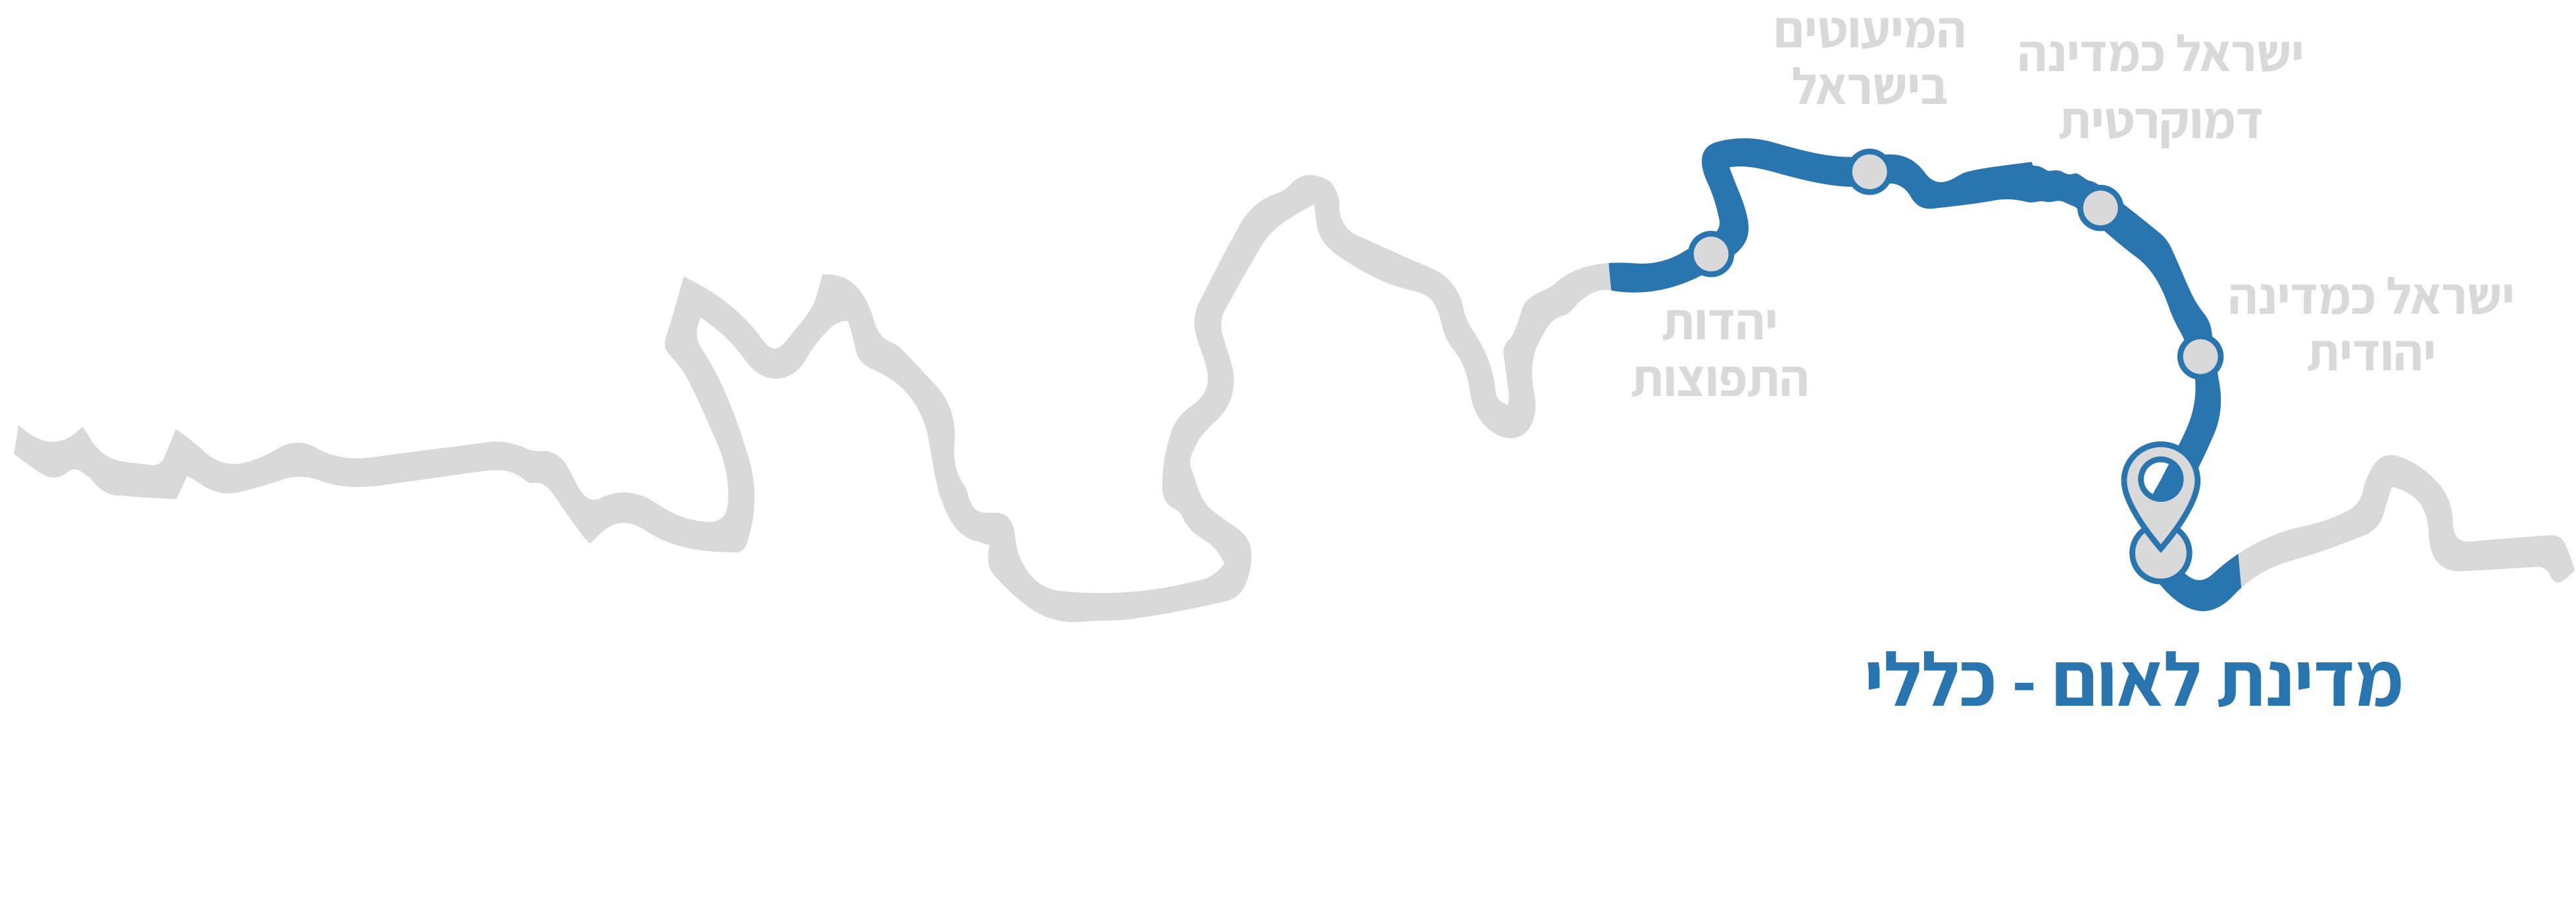 המיעוטים
בישראל
ישראל כמדינה
דמוקרטית
ישראל כמדינה
יהודית
יהדות
התפוצות
מדינת לאום - כללי